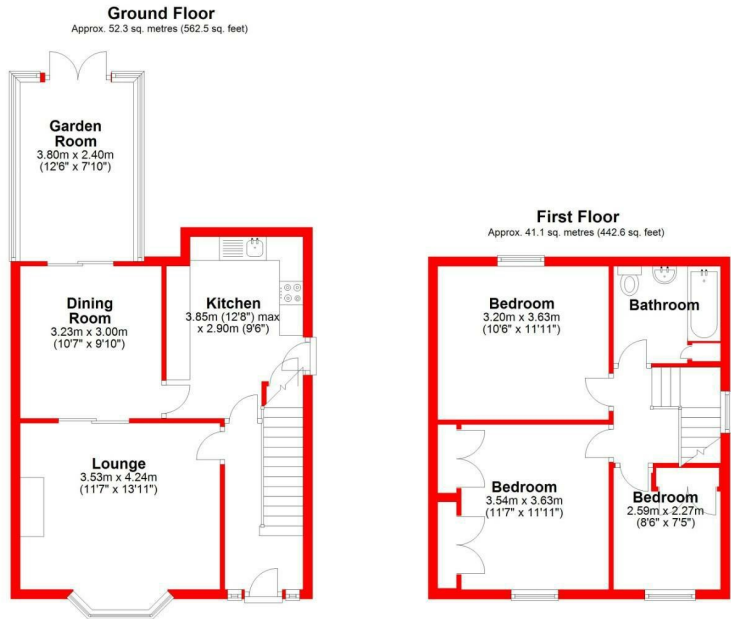 Ground Floor
Approx. 52.3 sq. metres (562.5 sq. feet)
Garden
Room
3.80m x 2.40m
(12'6" x 7'10")
Dining
Room
3.23m x 3.00m
(10'7" x 9'10")
Kitchen
3.85m (12'8") max
x 2.90m (9'6")
Lounge
3.53m x 4.24m
(11'7" x 13'11")
First Floor
Approx. 41.1 sq. metres (442.6 sq. feet)
Bedroom
3.20m x 3.63m
(10'6" x 11'11")
Bathroom
Bedroom
3.54m x 3.63m
(11'7" x 11'11")
Bedroom
2.59m x 2.27m
(8'6" x 7'5")